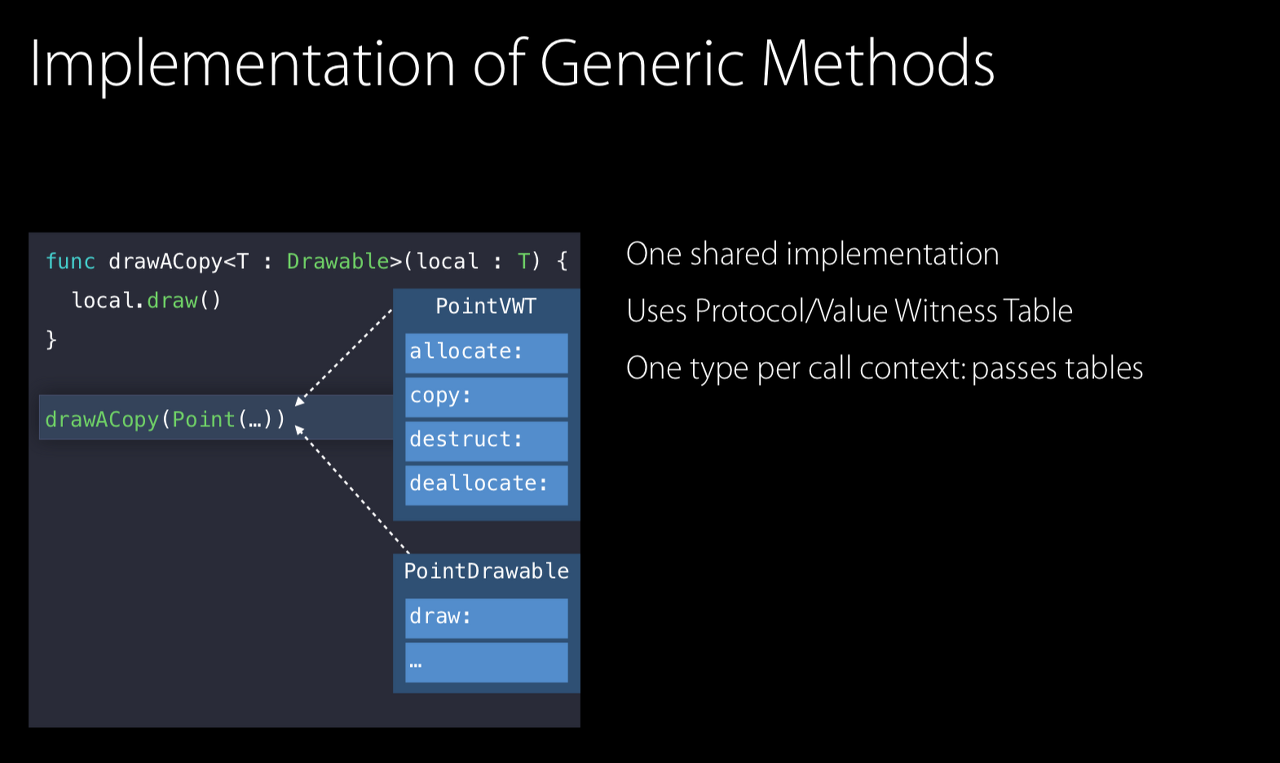 Implementation of Generic Methods
func drawACopy<T : Drawable>(local : T) {
local.draw()
}
drawACopy(Point(…))
PointVWT
allocate:
copy:
destruct:
deallocate:
PointDrawable
draw:
…
One shared implementation
Uses Protocol/Value Witness Table
One type per call context: passes tables